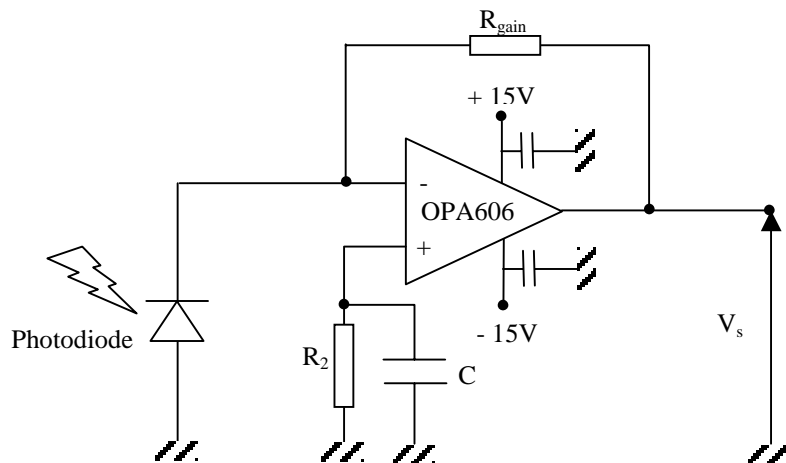 R_gain
+ 15V
-
OPA606
+
Photodiode
- 15V
R_2
C
V_s